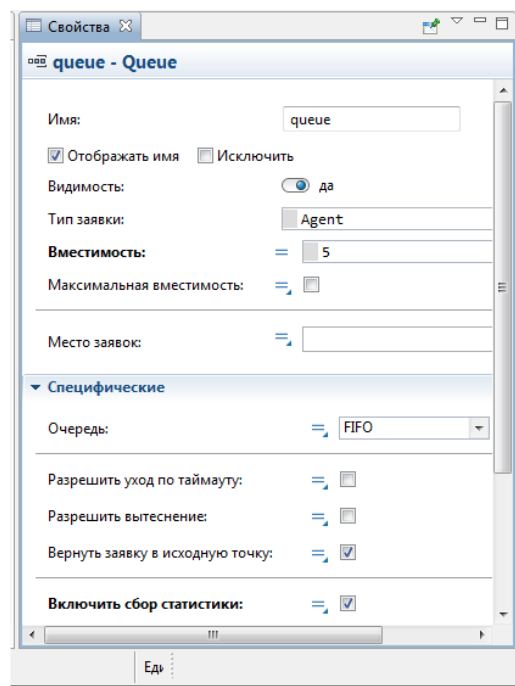 Свойства
queue - Queue
Имя: queue
Отображать имя Исключить
Видимость: да
Тип заявки: Agent
Вместимость: = 5
Максимальная вместимость: =
Место заявок: =
Специфические
Очередь: = FIFO
Разрешить уход по таймауту: =
Разрешить вытеснение: =
Вернуть заявку в исходную точку: =
Включить сбор статистики: =
Еди